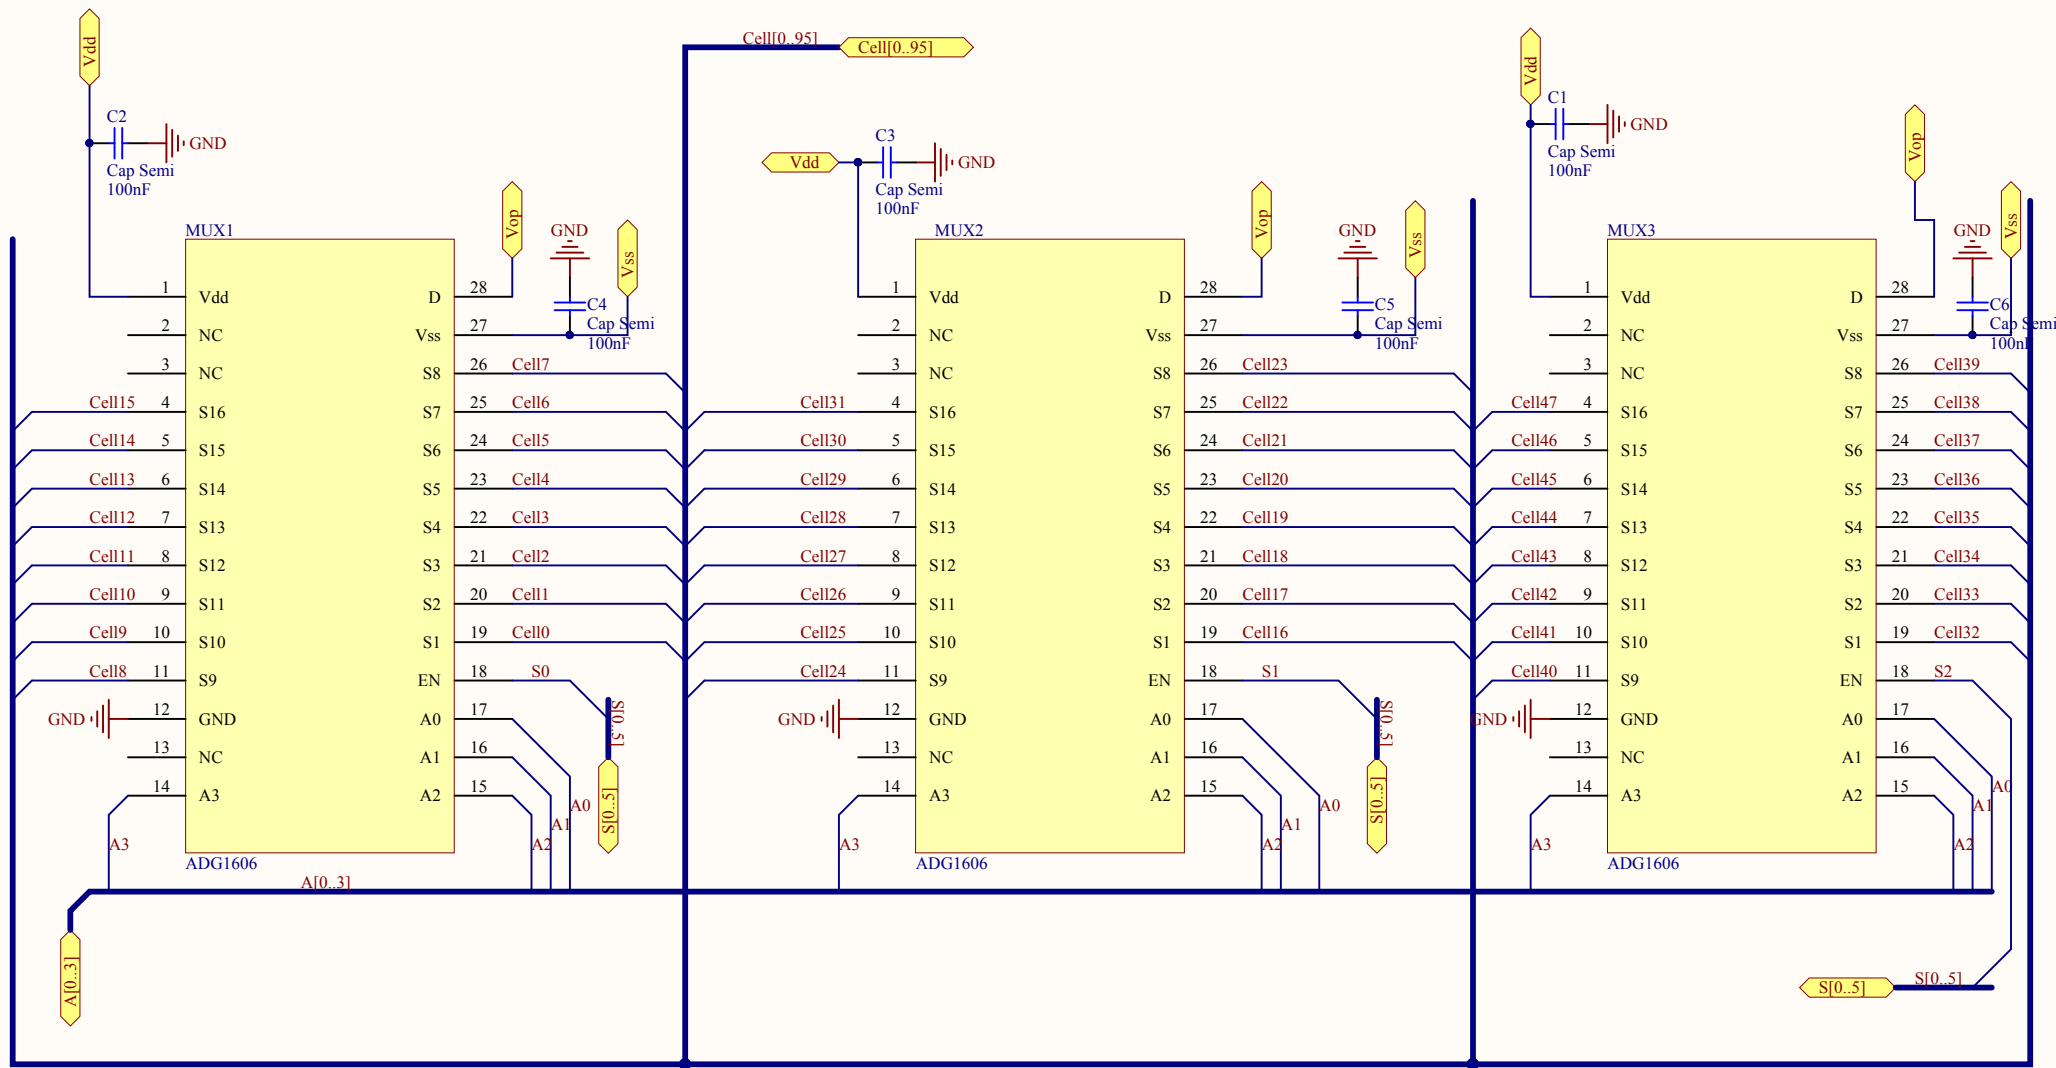 Vdd
C2
GND
Cap Semi
100nF
Cell[0..95]
Cell[0..95]
Vdd
C3
GND
Cap Semi
100nF
Vdd
C1
GND
Cap Semi
100nF
Vop
MUX1
Vop
GND
Vss
C4
Cap Semi
100nF
1 Vdd D 28
2 NC Vss 27
3 NC S8 26 Cell7
Cell15 4 S16 S7 25 Cell6
Cell14 5 S15 S6 24 Cell5
Cell13 6 S14 S5 23 Cell4
Cell12 7 S13 S4 22 Cell3
Cell11 8 S12 S3 21 Cell2
Cell10 9 S11 S2 20 Cell1
Cell9 10 S10 S1 19 Cell0
Cell8 11 S9 EN 18 S0
GND 12 GND A0 17
13 NC A1 16
14 A3 A2 15
A3
A2
A1
A0
S[0..5]
S[0..5]
ADG1606
MUX2
Vop
GND
Vss
C5
Cap Semi
100nF
1 Vdd D 28
2 NC Vss 27
3 NC S8 26 Cell23
Cell31 4 S16 S7 25 Cell22
Cell30 5 S15 S6 24 Cell21
Cell29 6 S14 S5 23 Cell20
Cell28 7 S13 S4 22 Cell19
Cell27 8 S12 S3 21 Cell18
Cell26 9 S11 S2 20 Cell17
Cell25 10 S10 S1 19 Cell16
Cell24 11 S9 EN 18 S1
GND 12 GND A0 17
13 NC A1 16
14 A3 A2 15
A3
A2
A1
A0
S[0..5]
S[0..5]
ADG1606
MUX3
GND
Vss
C6
Cap Semi
100nF
1 Vdd D 28
2 NC Vss 27
3 NC S8 26 Cell39
Cell47 4 S16 S7 25 Cell38
Cell46 5 S15 S6 24 Cell37
Cell45 6 S14 S5 23 Cell36
Cell44 7 S13 S4 22 Cell35
Cell43 8 S12 S3 21 Cell34
Cell42 9 S11 S2 20 Cell33
Cell41 10 S10 S1 19 Cell32
Cell40 11 S9 EN 18 S2
GND 12 GND A0 17
13 NC A1 16
14 A3 A2 15
A3
A2
A1
A0
ADG1606
A[0..3]
A[0..3]
S[0..5]
S[0..5]